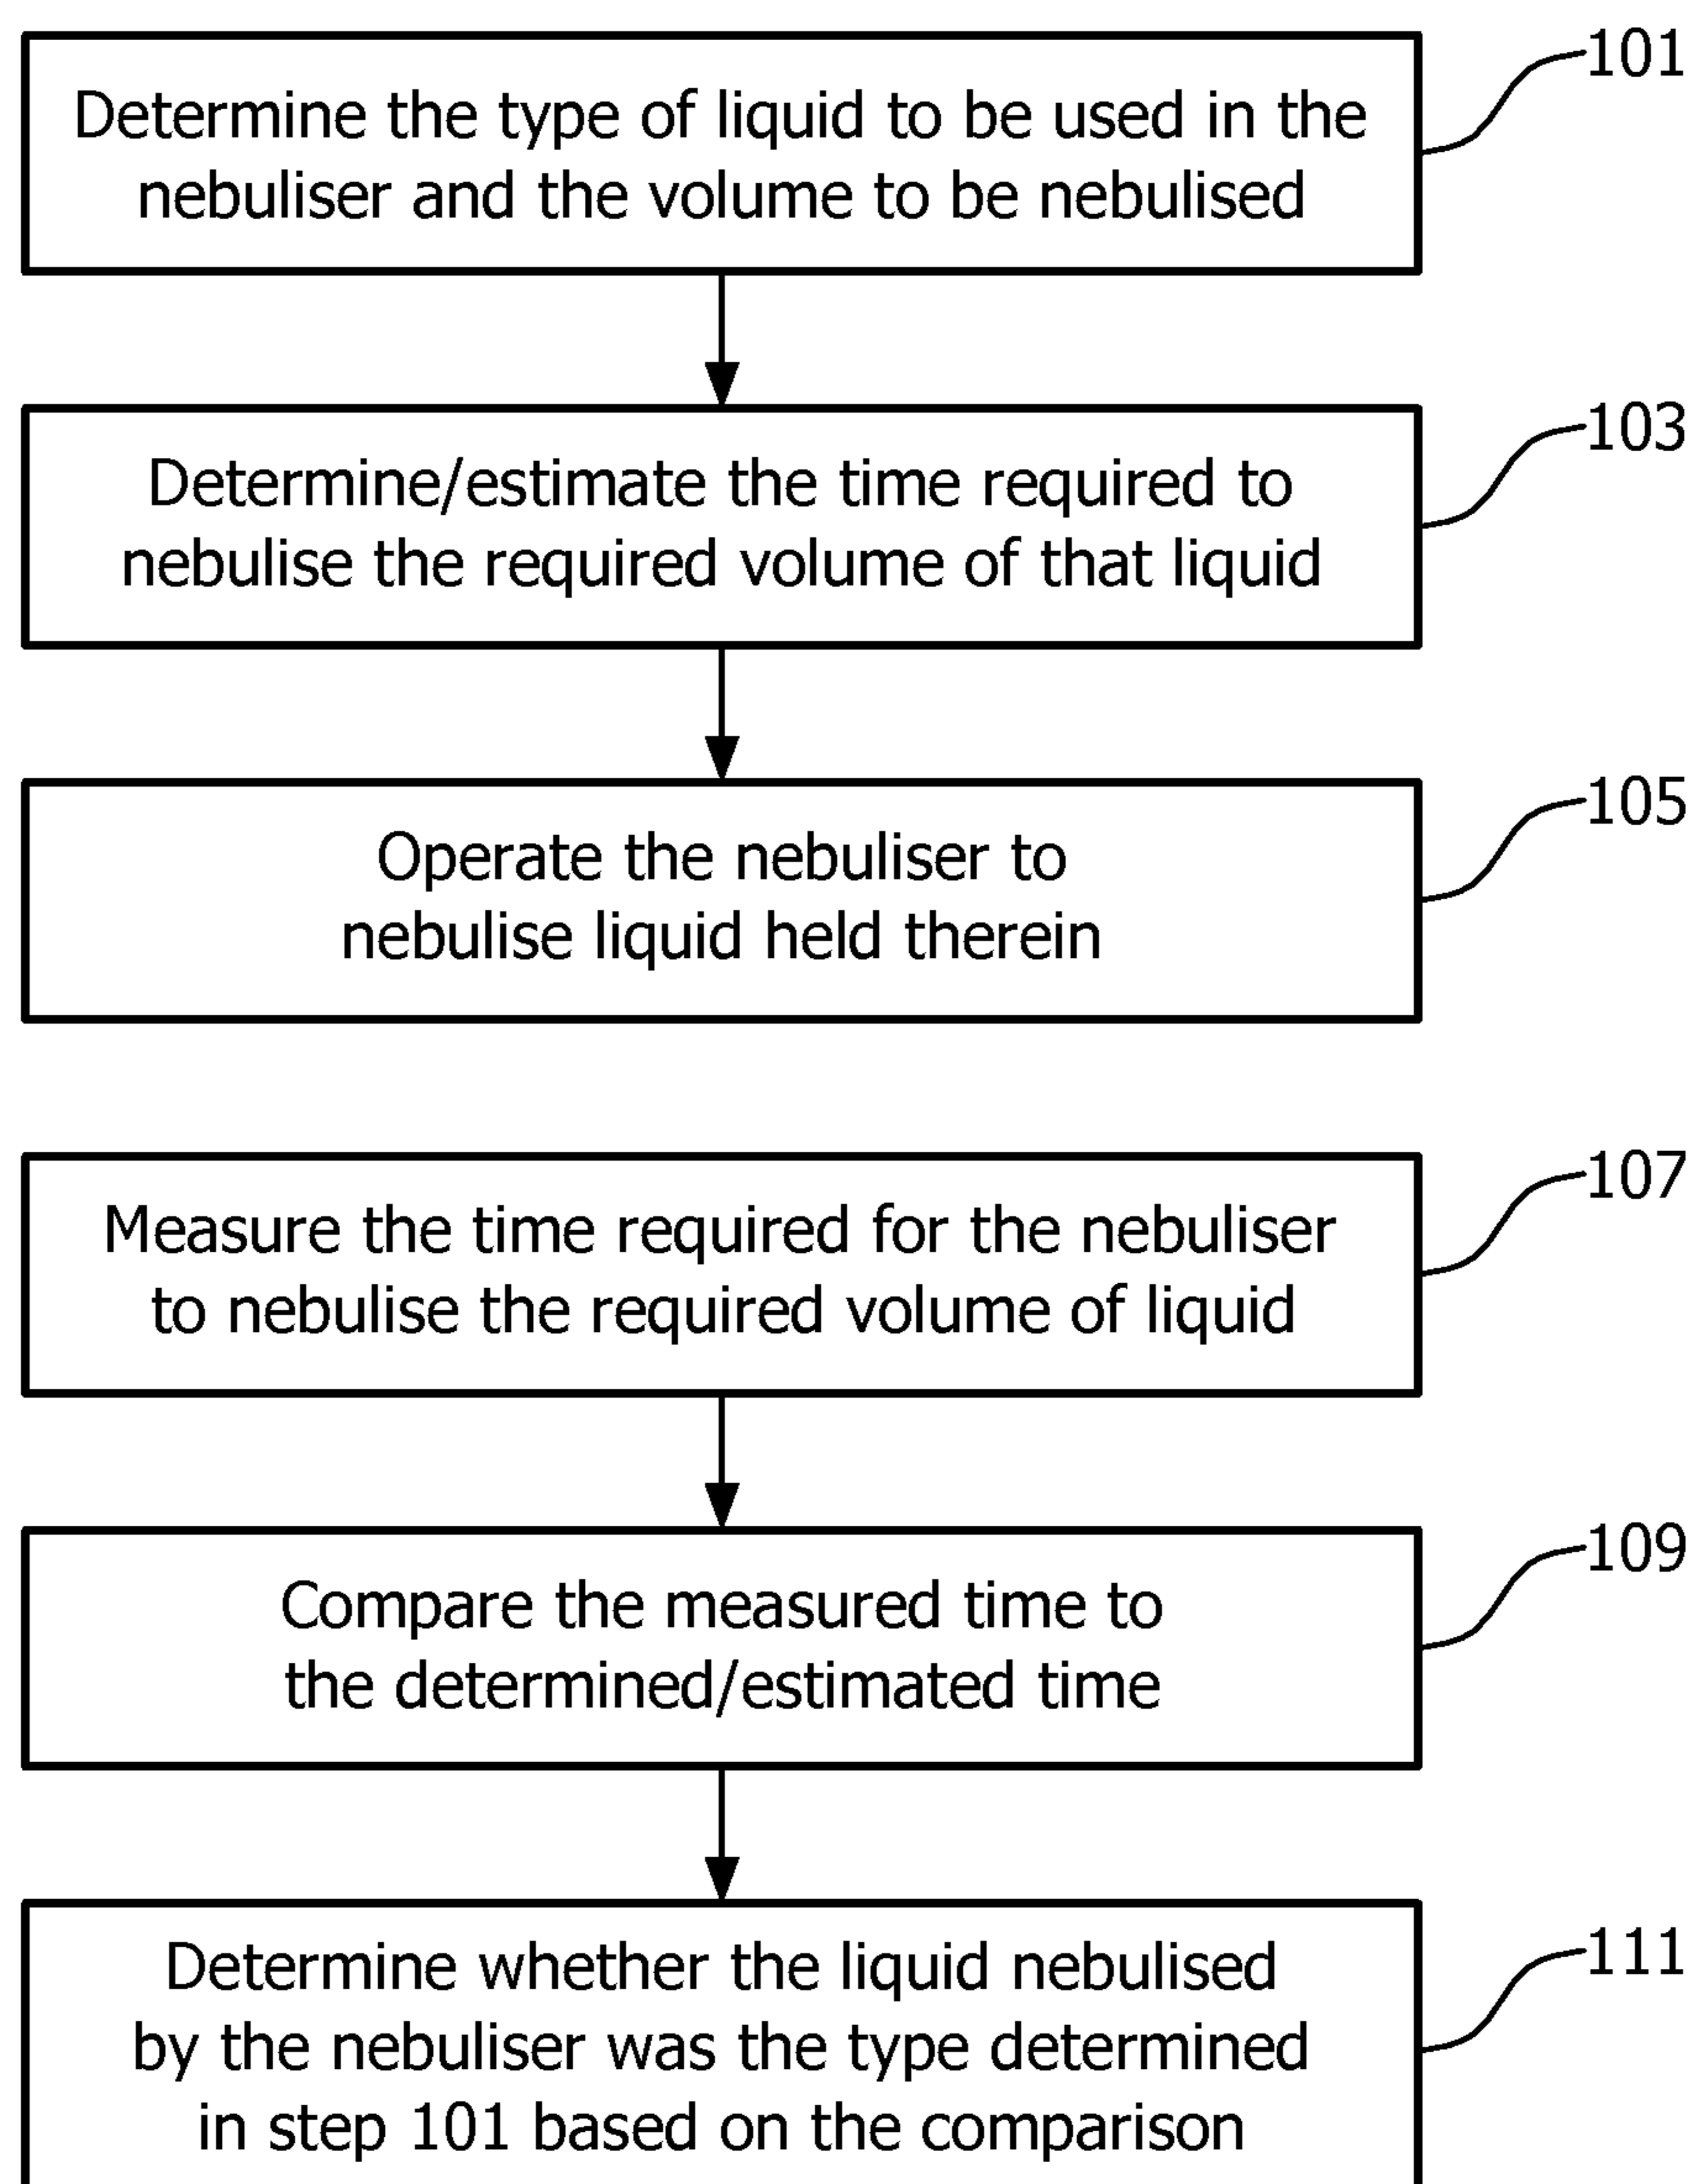 101
Determine the type of liquid to be used in the
nebuliser and the volume to be nebulised
103
Determine/estimate the time required to
nebulise the required volume of that liquid
105
Operate the nebuliser to
nebulise liquid held therein
107
Measure the time required for the nebuliser
to nebulise the required volume of liquid
109
Compare the measured time to
the determined/estimated time
111
Determine whether the liquid nebulised
by the nebuliser was the type determined
in step 101 based on the comparison